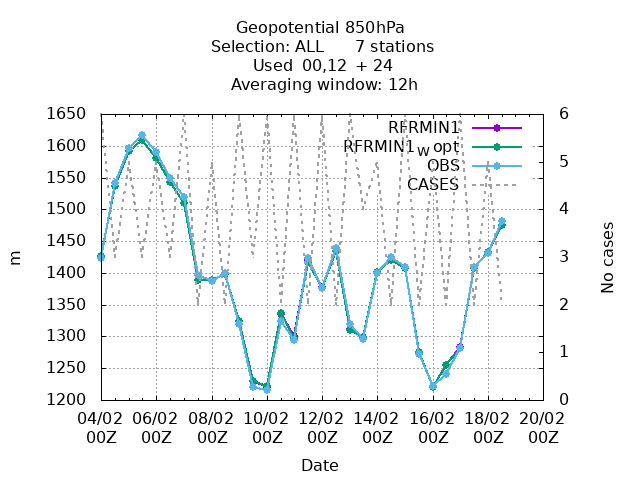 Geopotential 850hPa
Selection: ALL 7 stations
Used 00,12 + 24
Averaging window: 12h
1650
1600
1550
1500
1450
1400
1350
1300
1250
1200
m
6
5
4
3
2
1
0
No cases
RFRMIN1
RFRMIN1_W opt
OBS
CASES
04/02 06/02 08/02 10/02 12/02 14/02 16/02 18/02 20/02
00Z 00Z 00Z 00Z 00Z 00Z 00Z 00Z 00Z
Date